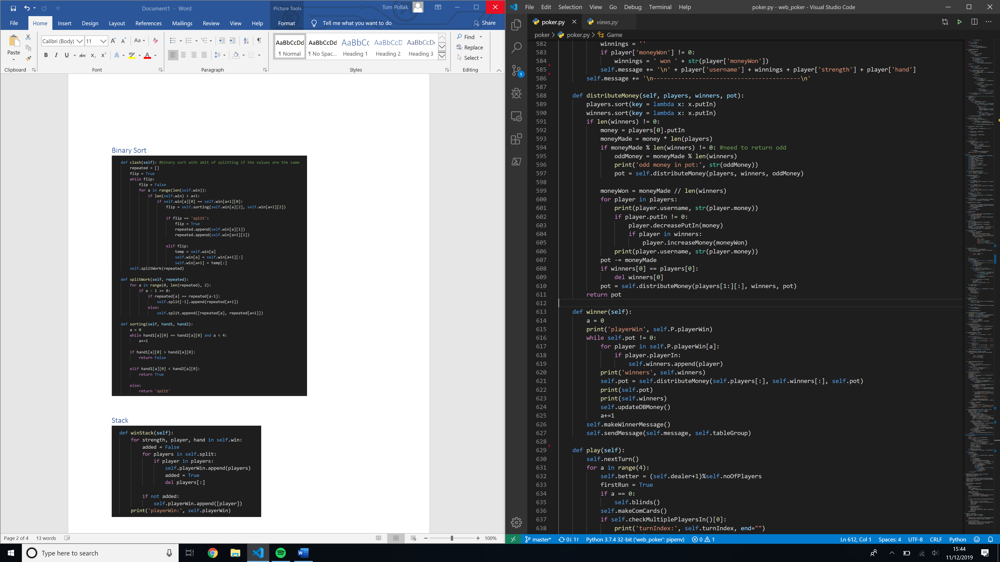 Document1 - Word
Picture Tools
Tom Pollak
File Home Insert Design Layout References Mailings Review View Help Format Tell me what you want to do Share
Paste
Calibri (Body) 11
Find
Replace
Select
AaBbCcDd AaBbCcDd AaBbCc AaBbCcD AaBbCcD
¶ Normal ¶ No Spac... Heading 1 Heading 2 Heading 3
Clipboard Font Paragraph Styles Editing
Binary Sort
def clash(self): #binary sort with abit of splitting if the values are the same
repeated = []
flip = True
while flip:
flip = False
for a in range(len(self.win)):
if len(self.win) > a+1:
if self.win[a][0] == self.win[a+1][0]:
flip = self.sorting(self.win[a][2], self.win[a+1][2])
if flip == 'split':
flip = True
repeated.append(self.win[a][1])
repeated.append(self.win[a+1][1])
elif flip:
temp = self.win[a]
self.win[a] = self.win[a+1][:]
self.win[a+1] = temp[:]
self.splitWork(repeated)
def splitWork(self, repeated):
for a in range(0, len(repeated), 2):
if a - 1 >= 0:
if repeated[a] == repeated[a-1]:
self.split[-1].append(repeated[a+1])
else:
self.split.append([repeated[a], repeated[a+1]])
def sorting(self, hand1, hand2):
a = 0
while hand1[a][0] == hand2[a][0] and a < 4:
a+=1
if hand1[a][0] > hand2[a][0]:
return False
elif hand1[a][0] < hand2[a][0]:
return True
else:
return 'split'
Stack
def winStack(self):
for strength, player, hand in self.win:
added = False
for players in self.split:
if player in players:
self.playerWin.append(players)
added = True
del players[:]
if not added:
self.playerWin.append([player])
print('playerWin:', self.playerWin)
Page 2 of 4 13 words 100%
File Edit Selection View Go Debug Terminal Help poker.py - web_poker - Visual Studio Code
poker.py views.py
poker > poker.py > Game
1
582 winnings = ''
583 if player['moneyWon'] != 0:
584 winnings = ' won ' + str(player['moneyWon'])
585 self.message += '\n' + player['username'] + winnings + player['strength'] + player['hand']
586 self.message += '\n------------------------------------------\n'
587
588 def distributeMoney(self, players, winners, pot):
589 players.sort(key = lambda x: x.putIn)
590 winners.sort(key = lambda x: x.putIn)
591 if len(winners) != 0:
592 money = players[0].putIn
593 moneyMade = money * len(players)
594 if moneyMade % len(winners) != 0: #need to return odd
595 oddMoney = moneyMade % len(winners)
596 print('odd money in pot:', str(oddMoney))
597 pot = self.distributeMoney(players, winners, oddMoney)
598
599 moneyWon = moneyMade // len(winners)
600 for player in players:
601 print(player.username, str(player.money))
602 if player.putIn != 0:
603 player.decreasePutIn(money)
604 if player in winners:
605 player.increaseMoney(moneyWon)
606 print(player.username, str(player.money))
607 pot -= moneyMade
608 if winners[0] == players[0]:
609 del winners[0]
610 pot = self.distributeMoney(players[1:][:], winners, pot)
611 return pot
612
613 def winner(self):
614 a = 0
615 print('playerWin', self.P.playerWin)
616 while self.pot != 0:
617 for player in self.P.playerWin[a]:
618 if player.playerIn:
619 self.winners.append(player)
620 print('winners', self.winners)
621 self.pot = self.distributeMoney(self.players[:], self.winners[:], self.pot)
622 print(self.pot)
623 print(self.winners)
624 self.updateDBMoney()
625 a+=1
626 self.makeWinnerMessage()
627 self.sendMessage(self.message, self.tableGroup)
628
629 def play(self):
630 self.nextTurn()
631 for a in range(4):
632 self.better = (self.dealer+1)%self.noOfPlayers
633 firstRun = True
634 if a == 0:
635 self.blinds()
636 self.makeComCards()
637 if self.checkMultiplePlayersIn()[0]:
638 print('turnIndex:', self.turnIndex, end="")
master* 0↓ 1↑ Python 3.7.4 32-bit ('web_poker': pipenv) 0 1 Ln 612, Col 1 Spaces: 4 UTF-8 CRLF Python
Type here to search
15:44
11/12/2019